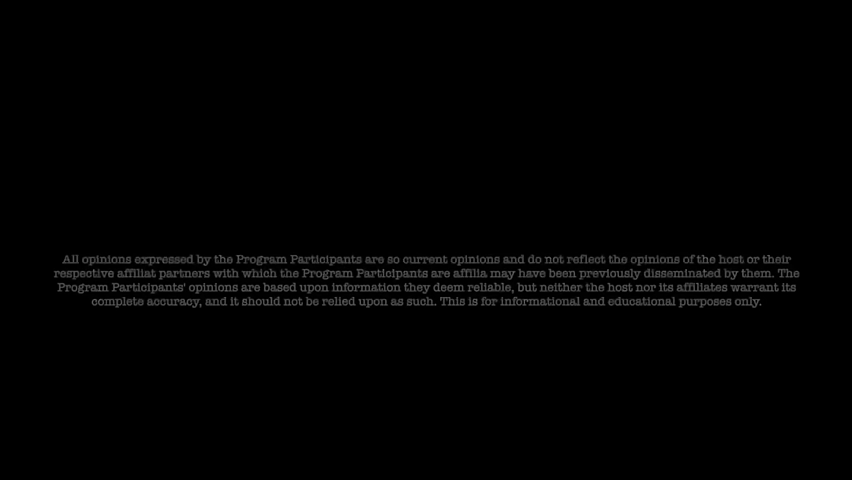 All opinions expressed by the Program Participants are so current opinions and do not reflect the opinions of the host or their
respective affiliat partners with which the Program Participants are affilia may have been previously disseminated by them. The
Program Participants' opinions are based upon information they deem reliable, but neither the host nor its affiliates warrant its
complete accuracy, and it should not be relied upon as such. This is for informational and educational purposes only.